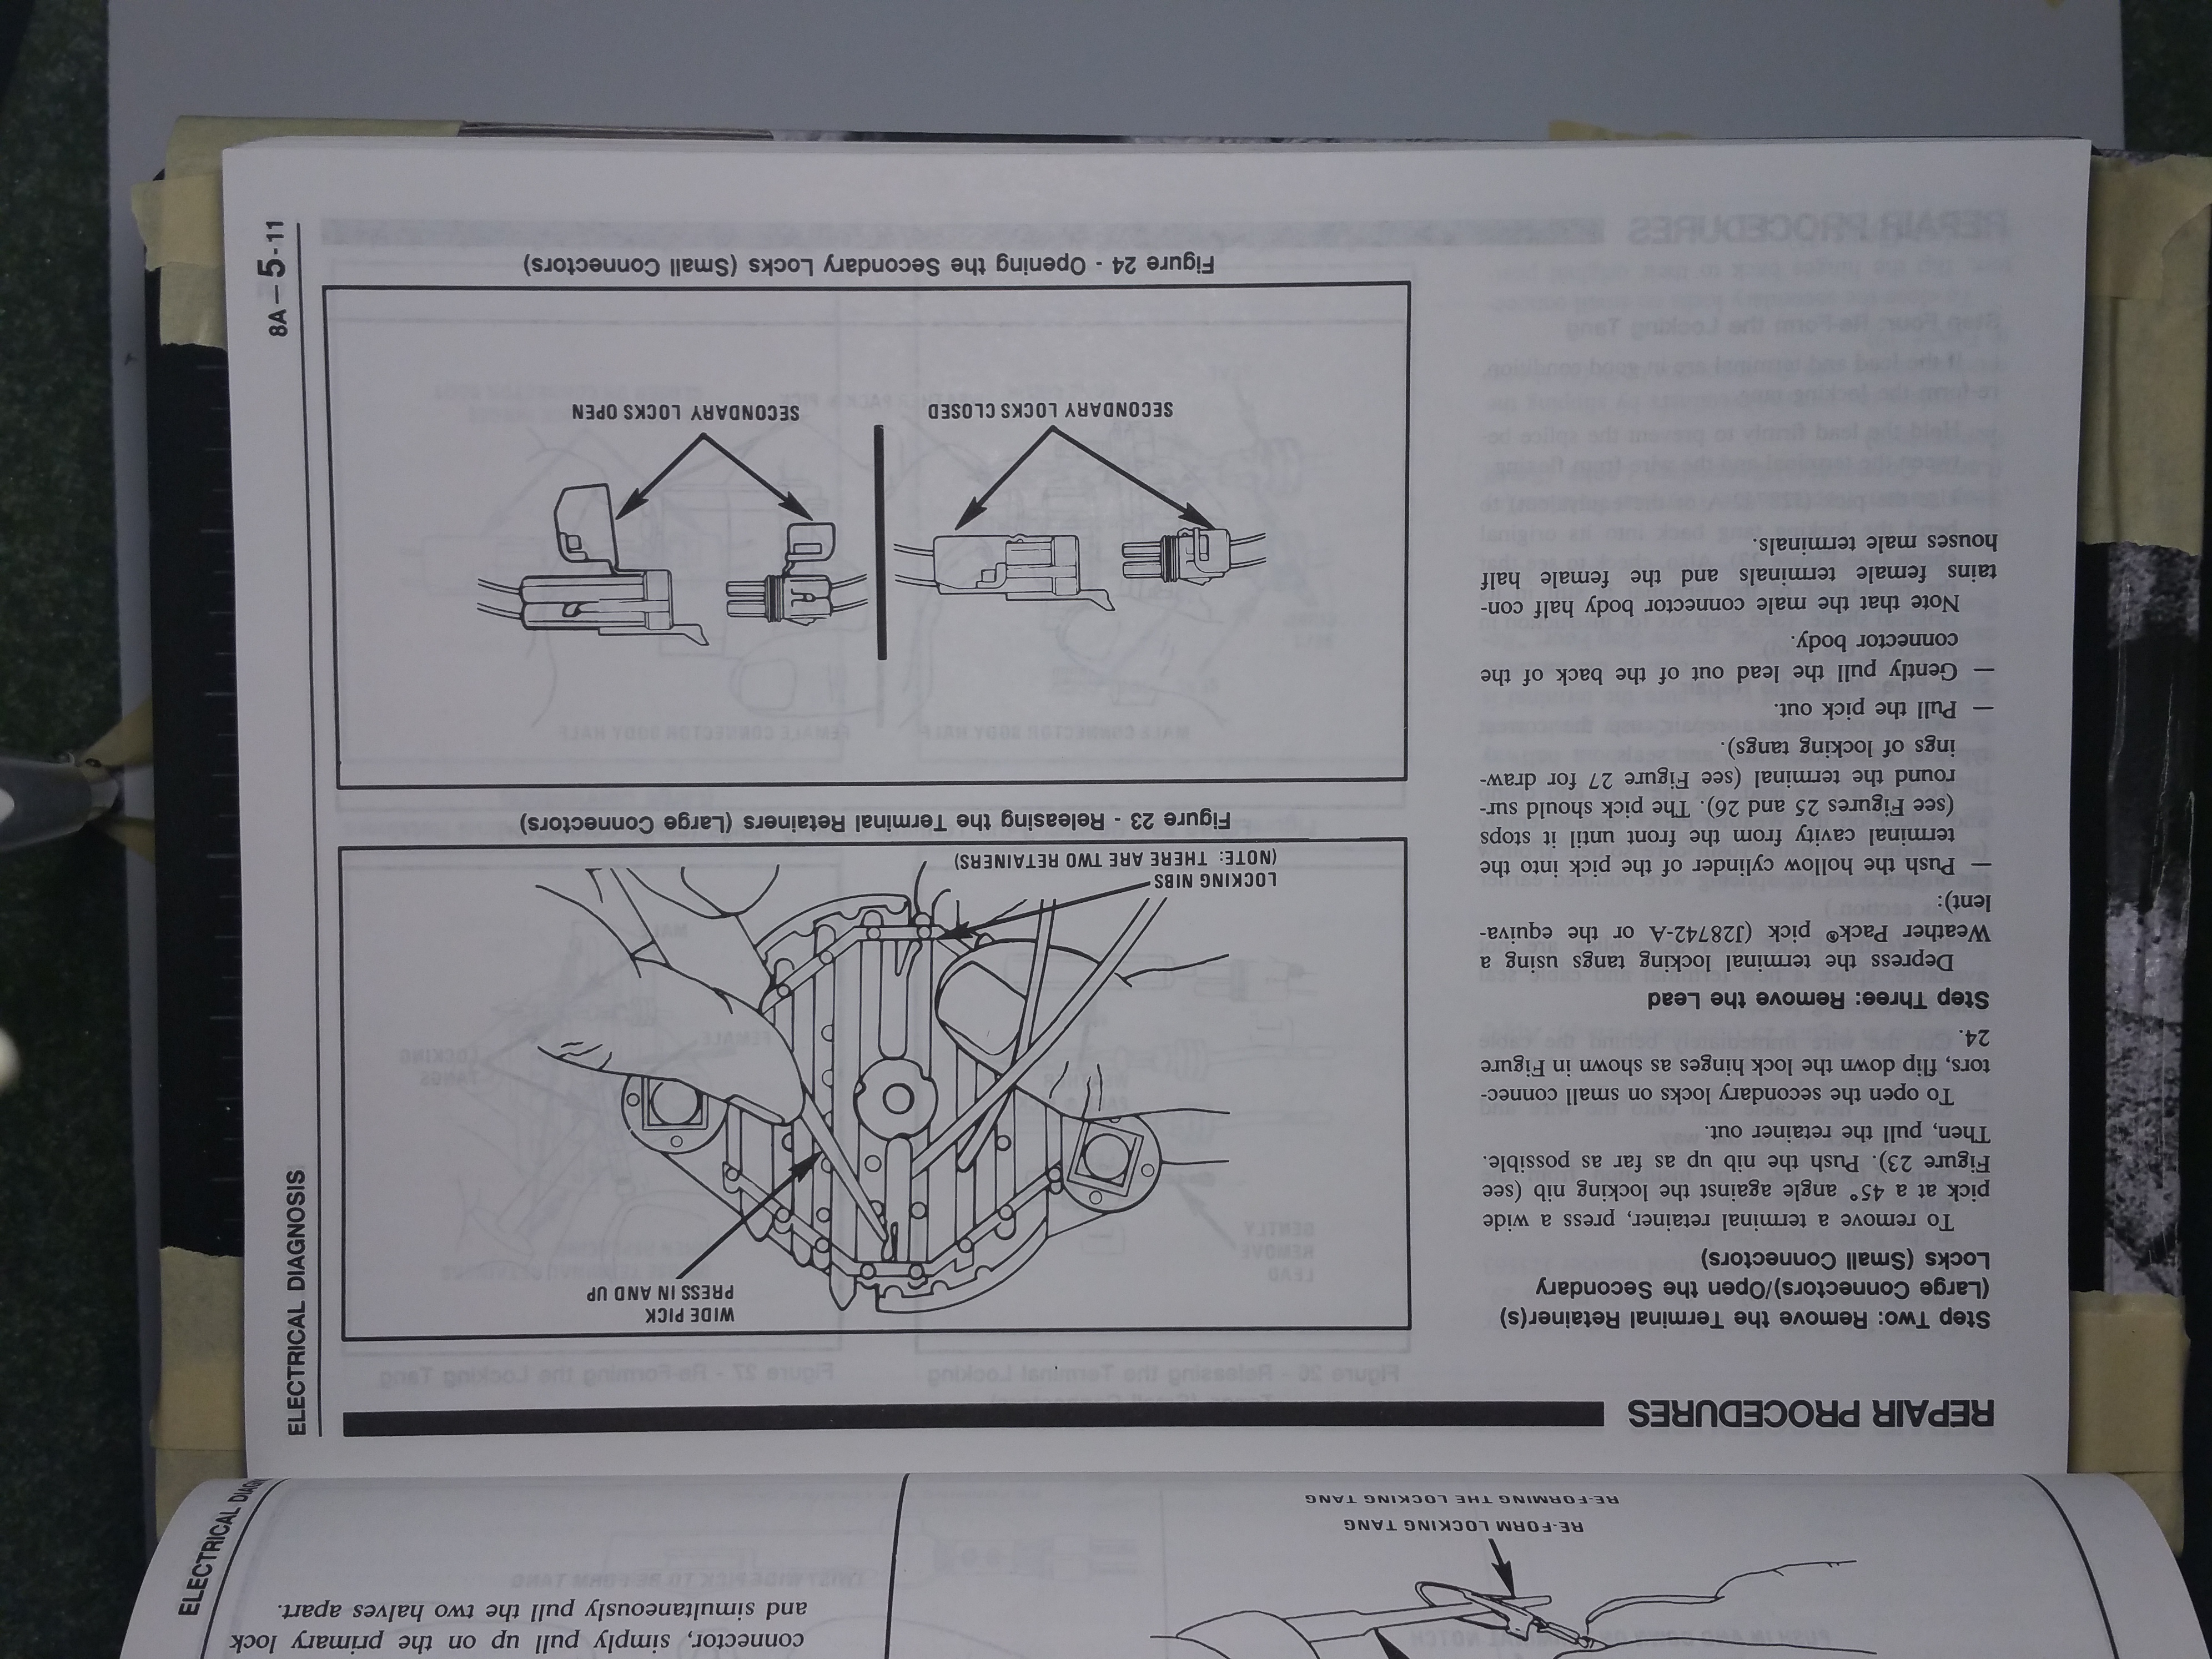 8A—5-11
ELECTRICAL DIAGNOSIS
REPAIR PROCEDURES
Step Two: Remove the Terminal Retainer(s)
(Large Connectors)/Open the Secondary
Locks (Small Connectors)
To remove a terminal retainer, press a wide
pick at a 45° angle against the locking nib (see
Figure 23). Push the nib up as far as possible.
Then, pull the retainer out.
To open the secondary locks on small connec-
tors, flip down the lock hinges as shown in Figure
24.
Step Three: Remove the Lead
Depress the terminal locking tangs using a
Weather Pack® pick (J28742-A or the equiva-
lent):
— Push the hollow cylinder of the pick into the
terminal cavity from the front until it stops
(see Figures 25 and 26). The pick should sur-
round the terminal (see Figure 27 for draw-
ings of locking tangs).
— Pull the pick out.
— Gently pull the lead out of the back of the
connector body.
Note that the male connector body half con-
tains female terminals and the female half
houses male terminals.
WIDE PICK
PRESS IN AND UP
LOCKING NIBS
(NOTE: THERE ARE TWO RETAINERS)
Figure 23 - Releasing the Terminal Retainers (Large Connectors)
SECONDARY LOCKS CLOSED
SECONDARY LOCKS OPEN
Figure 24 - Opening the Secondary Locks (Small Connectors)
RE-FORM LOCKING TANG
RE-FORMING THE LOCKING TANG
connector, simply pull up on the primary lock
and simultaneously pull the two halves apart.
ELECTRICAL